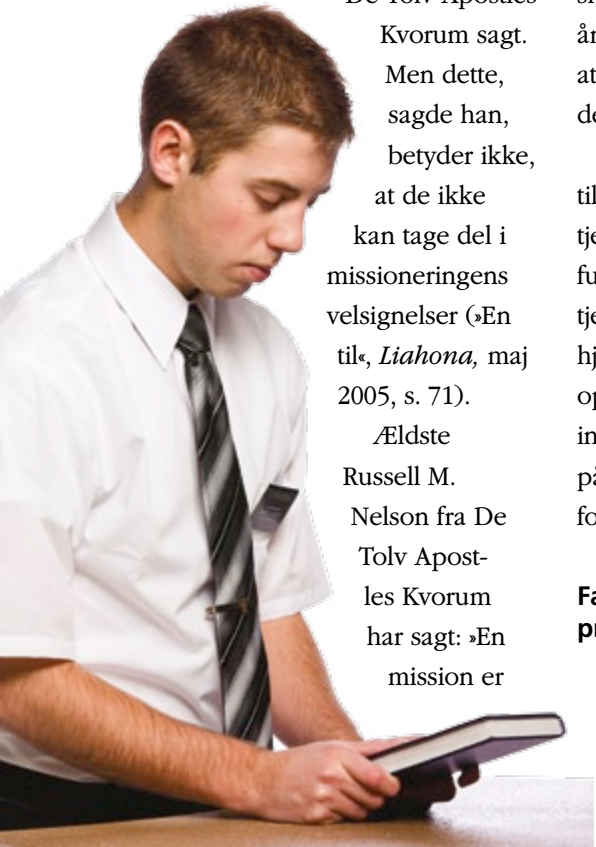 De Tolv Apostles
Kvorum sagt.
Men dette,
sagde han,
betyder ikke,
at de ikke
kan tage del i
missioneringens
velsignelser (»En
til«, Liahona, maj
2005, s. 71).
Ældste
Russell M.
Nelson fra De
Tolv Apost-
les Kvorum
har sagt: »En
mission er